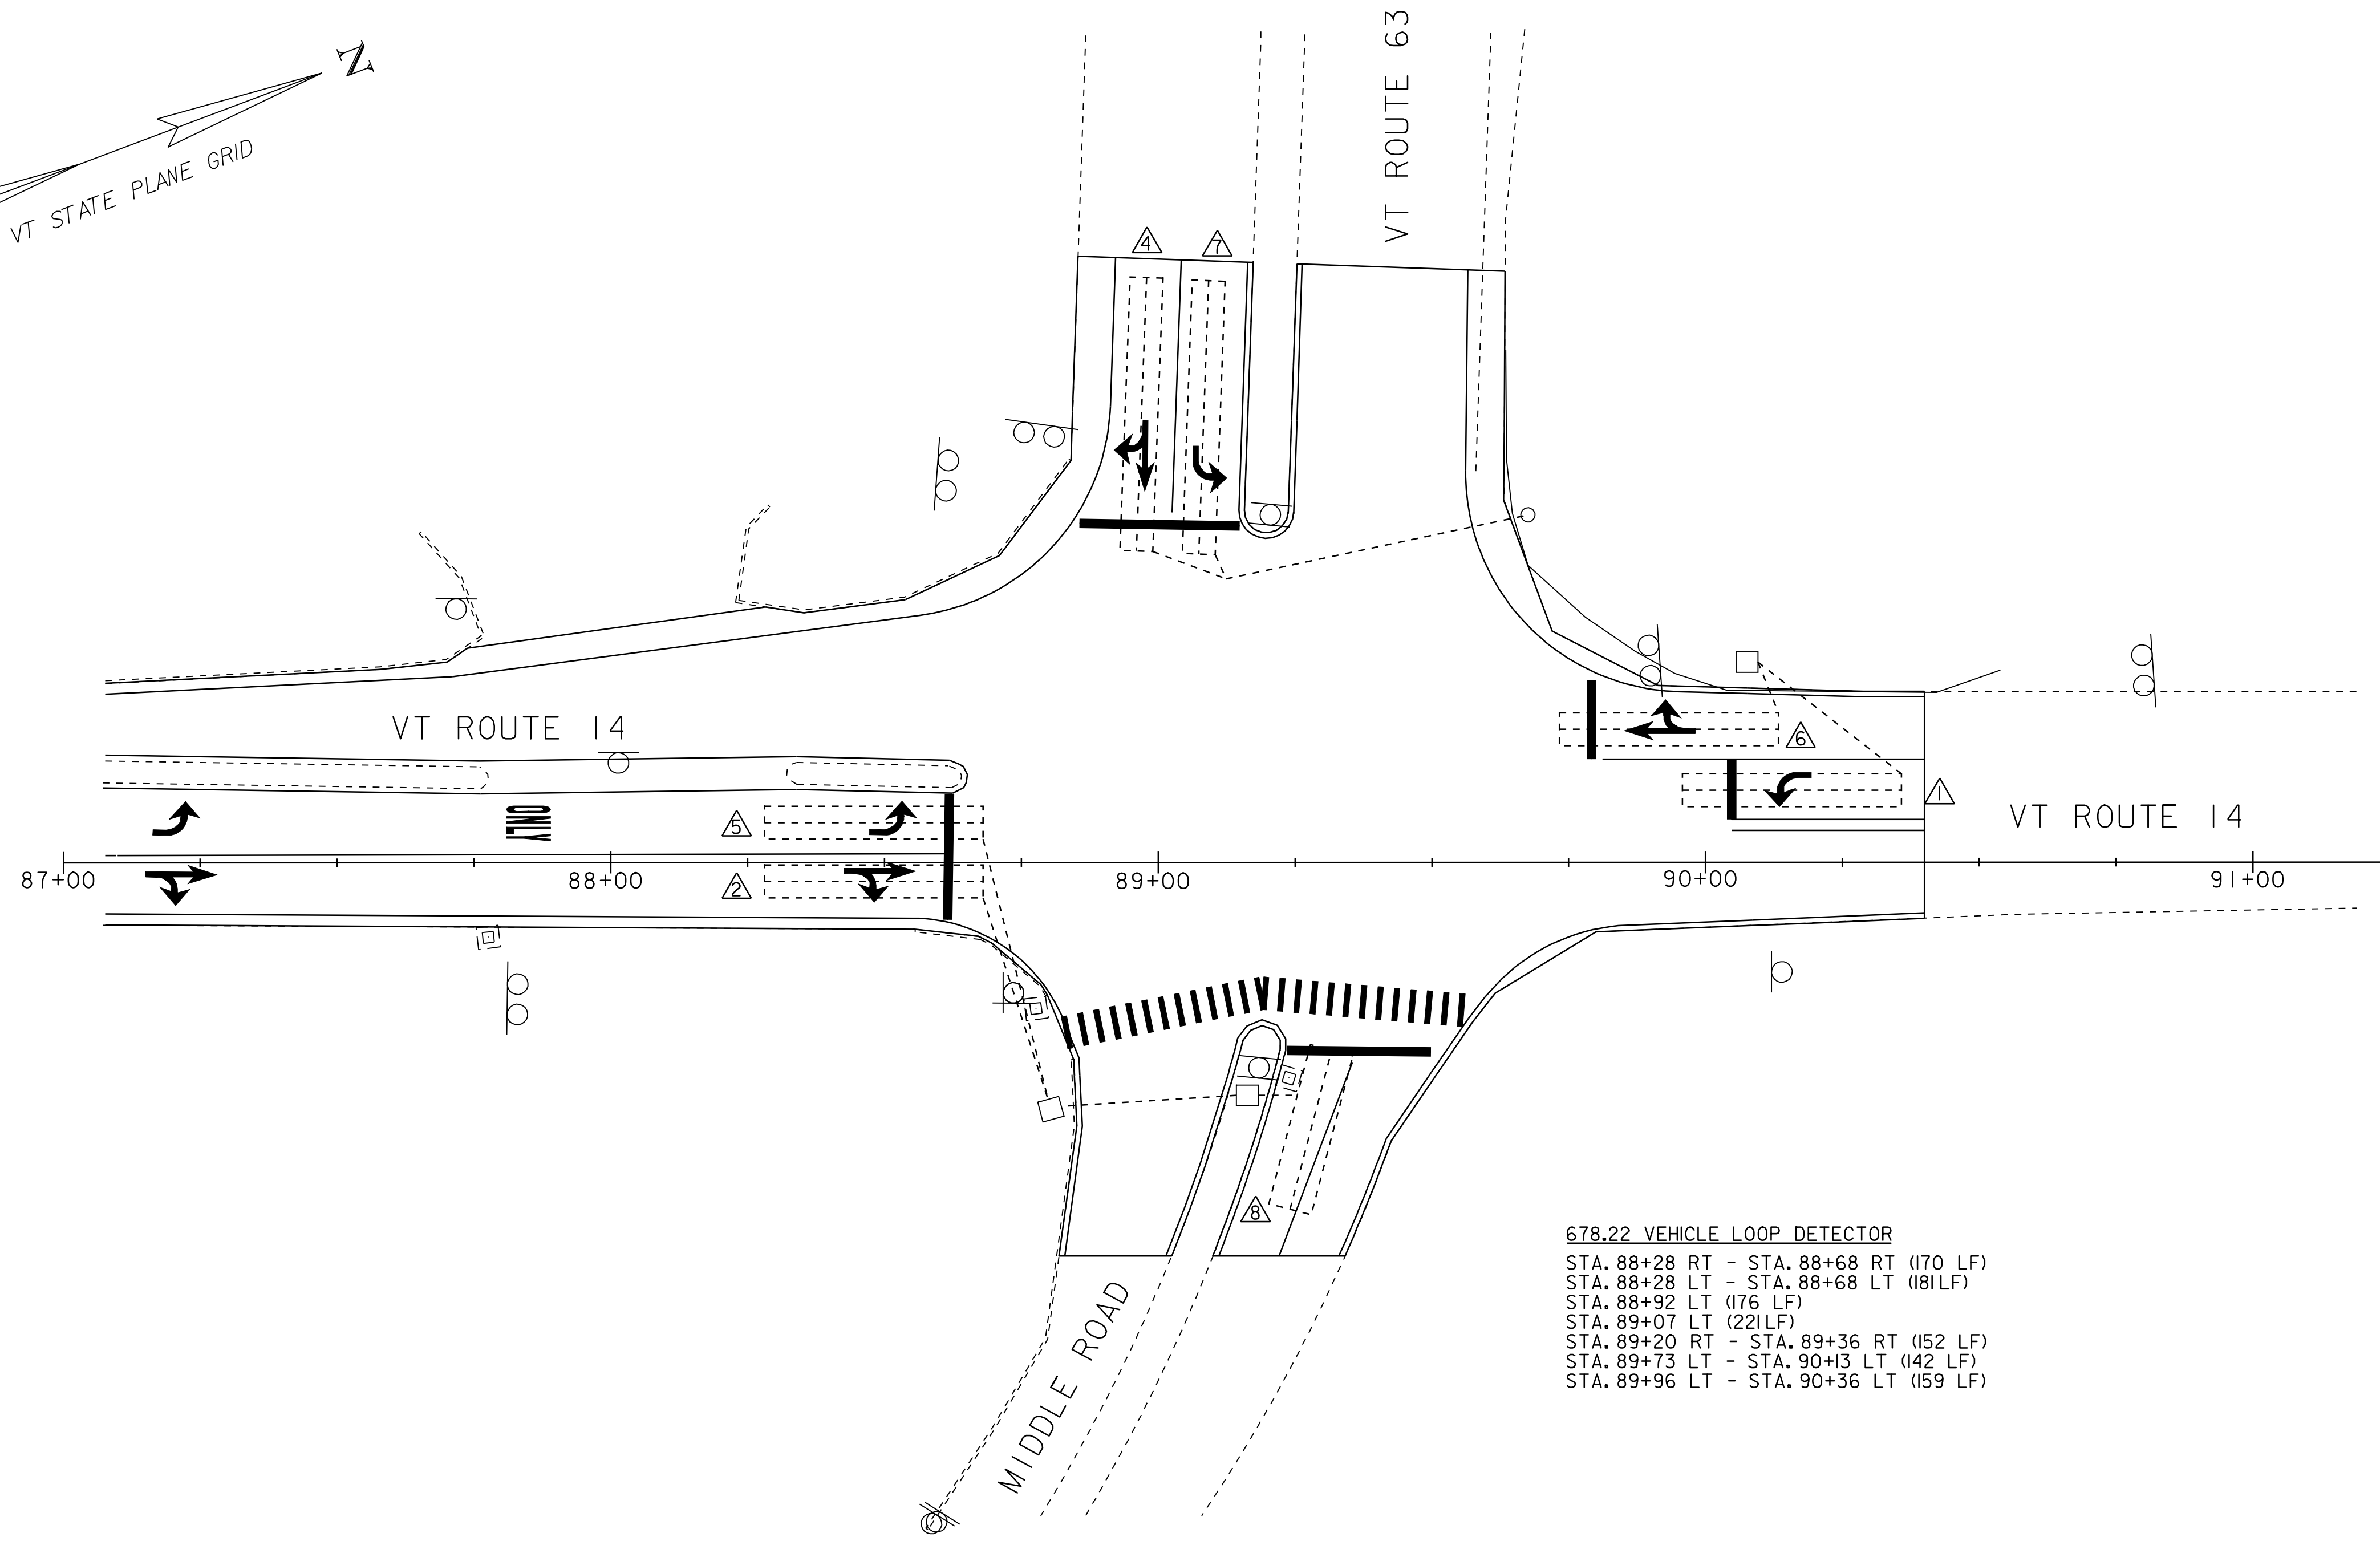 N
VT STATE PLANE GRID
VT ROUTE 63
4
7
VT ROUTE 14
6
1
VT ROUTE 14
ONLY
5
2
87+00
88+00
89+00
90+00
91+00
8
MIDDLE ROAD
678.22 VEHICLE LOOP DETECTOR
STA. 88+28 RT - STA. 88+68 RT (170 LF)
STA. 88+28 LT - STA. 88+68 LT (181 LF)
STA. 88+92 LT (176 LF)
STA. 89+07 LT (221 LF)
STA. 89+20 RT - STA. 89+36 RT (152 LF)
STA. 89+73 LT - STA. 90+13 LT (142 LF)
STA. 89+96 LT - STA. 90+36 LT (159 LF)